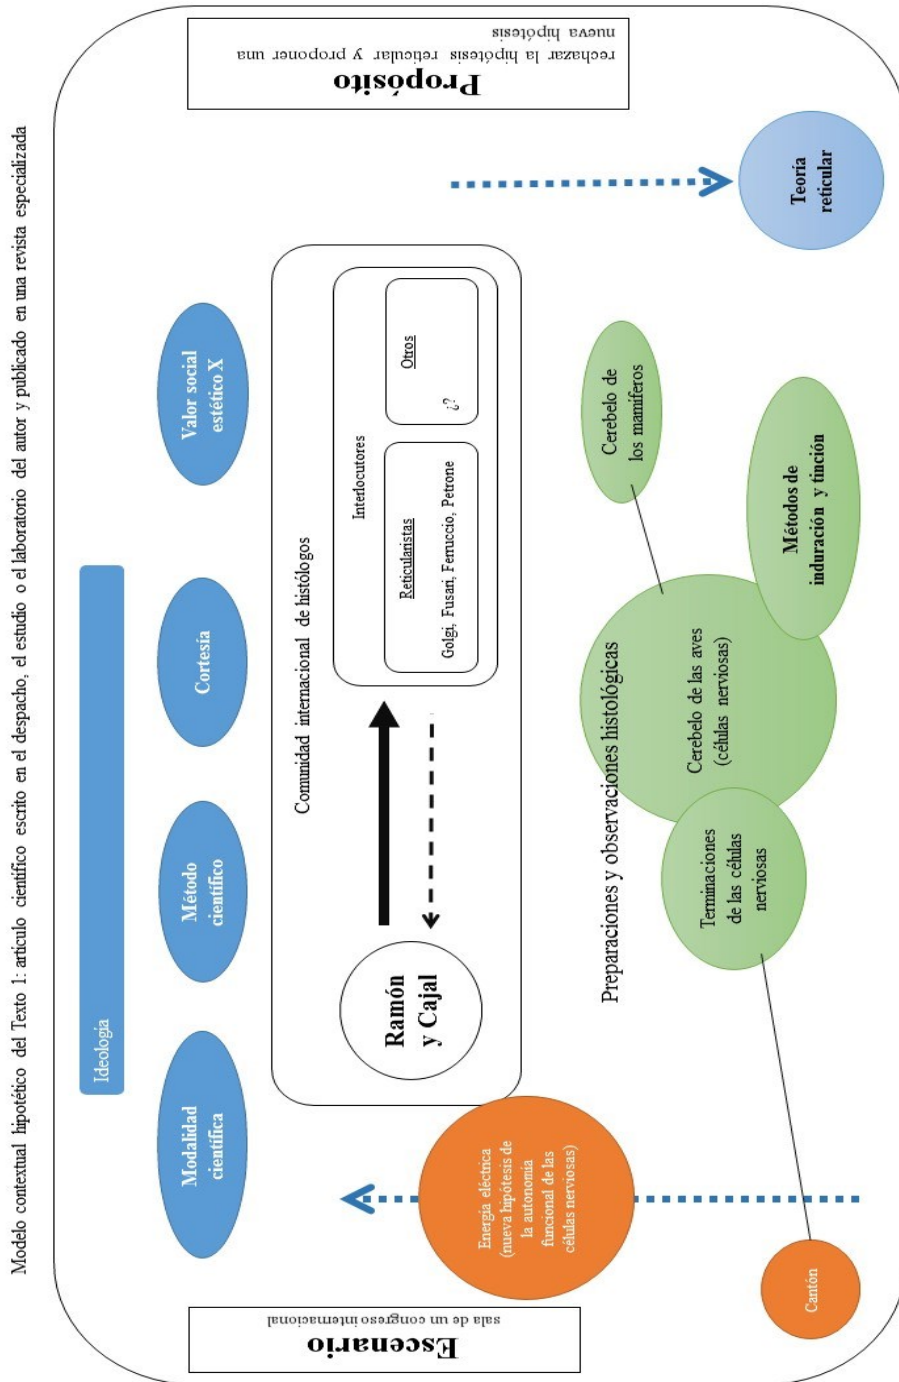 Modelo contextual hipotético del Texto 1: artículo científico escrito en el despacho, el estudio o el laboratorio del autor y publicado en una revista especializada
Ideología
Modalidad
científica
Método
científico
Cortesía
Valor social
estético X
Escenario
sala de un congreso internacional
Propósito
rechazar la hipótesis reticular y proponer una
nueva hipótesis
Comunidad internacional de histólogos
Ramón
y Cajal
Interlocutores
Reticularistas
Golgi, Fusari, Ferruccio, Petrone
Otros
¿?
Energía eléctrica
(nueva hipótesis de
la autonomía
funcional de las
células nerviosas)
Preparaciones y observaciones histológicas
Cerebelo de
los mamíferos
Terminaciones
de las células
nerviosas
Cerebelo de las aves
(células nerviosas)
Métodos de
induración y tinción
Cantón
Teoría
reticular